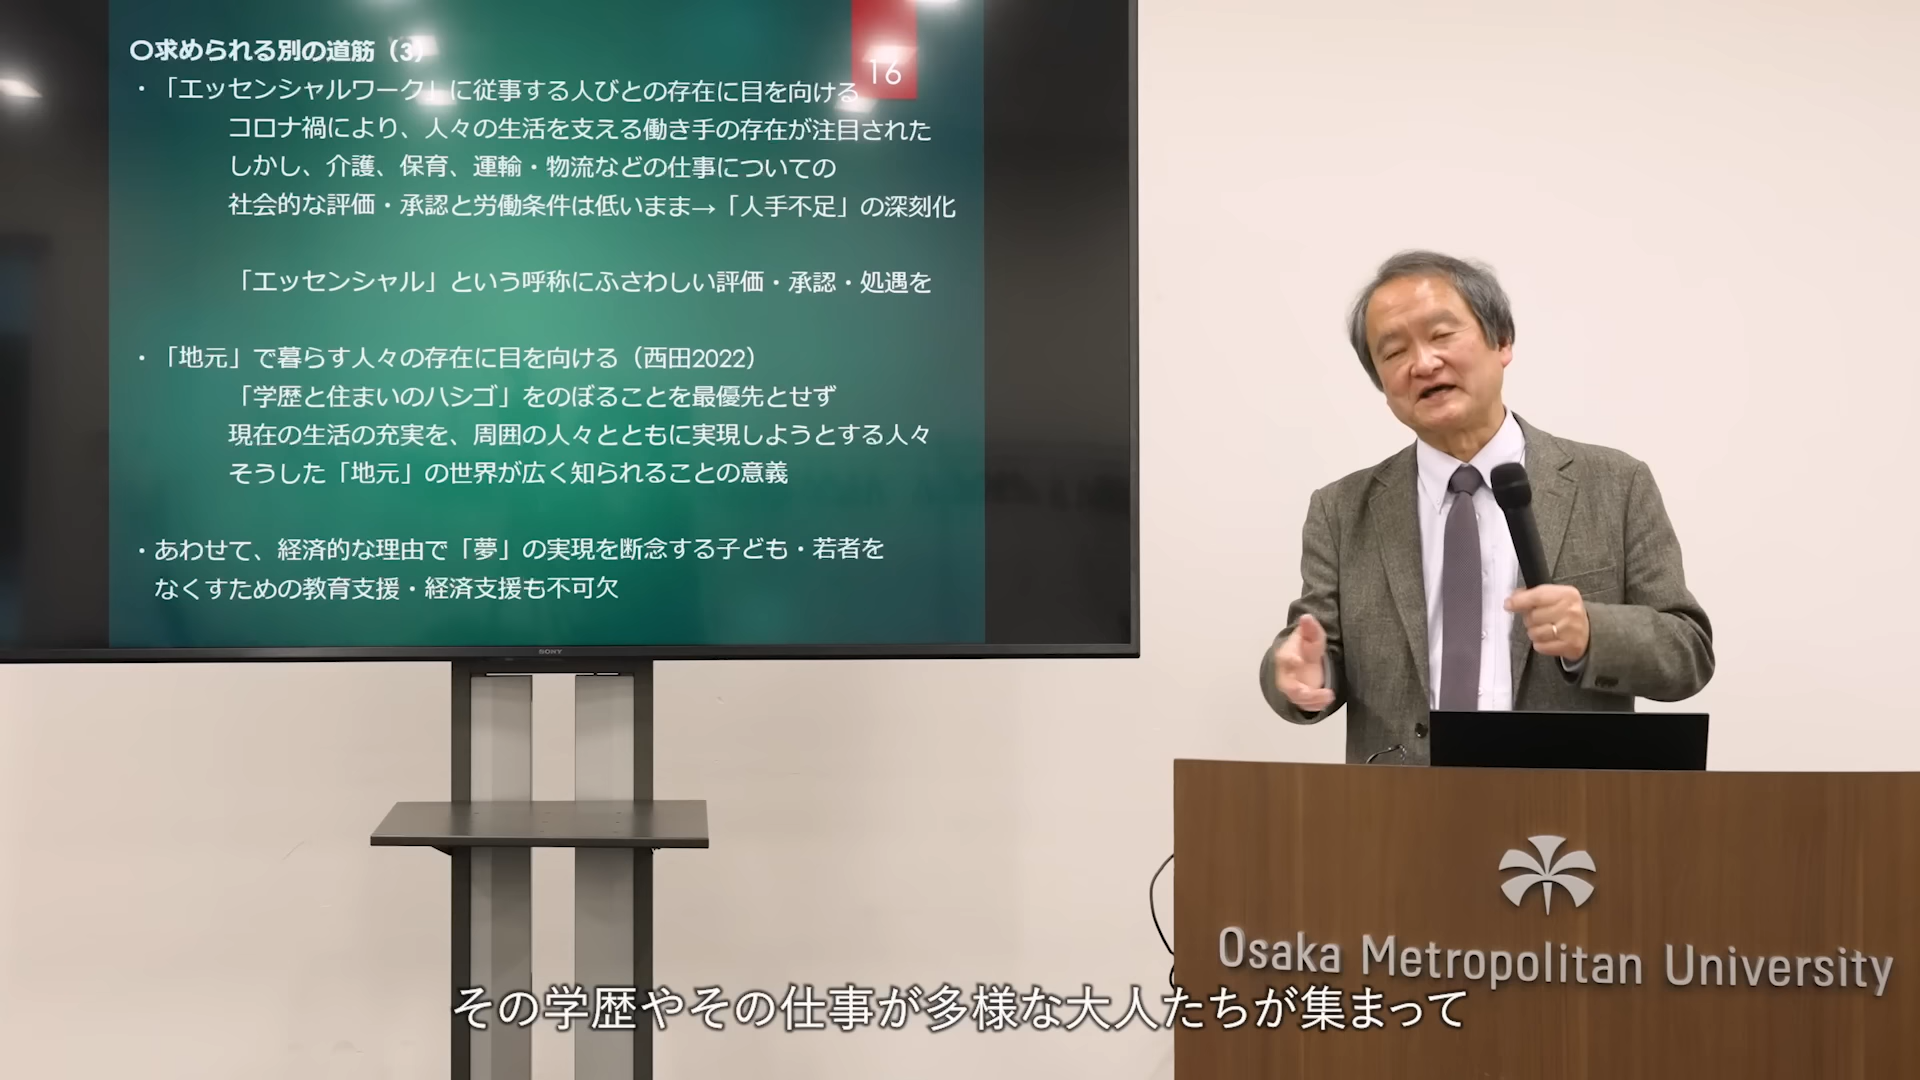 〇求められる別の道筋（3）
16
・「エッセンシャルワーク」に従事する人びとの存在に目を向ける
コロナ禍により、人々の生活を支える働き手の存在が注目された
しかし、介護、保育、運輸・物流などの仕事についての
社会的な評価・承認と労働条件は低いまま→「人手不足」の深刻化
「エッセンシャル」という呼称にふさわしい評価・承認・処遇を
・「地元」で暮らす人々の存在に目を向ける（西田2022）
「学歴と住まいのハシゴ」をのぼることを最優先とせず
現在の生活の充実を、周囲の人々とともに実現しようとする人々
そうした「地元」の世界が広く知られることの意義
・あわせて、経済的な理由で「夢」の実現を断念する子ども・若者を
なくすための教育支援・経済支援も不可欠
SONY
Osaka Metropolitan University
その学歴やその仕事が多様な大人たちが集まって